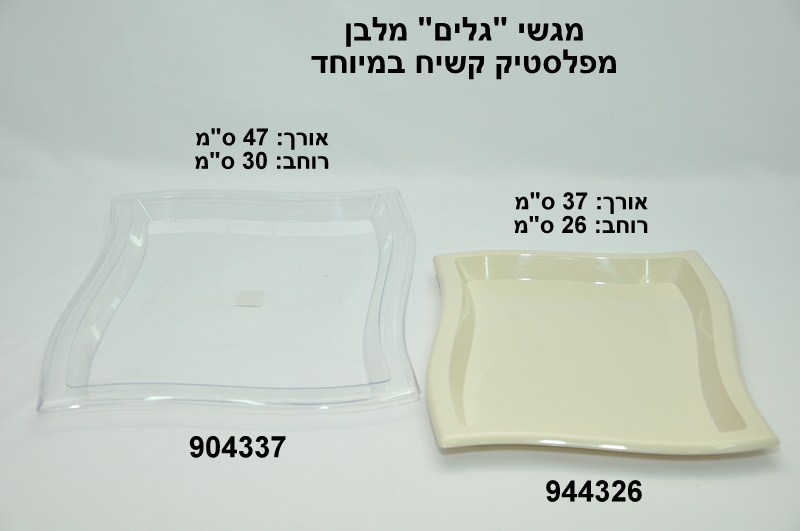 מגשי "גלים" מלבן
מפלסטיק קשיח במיוחד
אורך: 47 ס"מ
רוחב: 30 ס"מ
אורך: 37 ס"מ
רוחב: 26 ס"מ
904337
944326